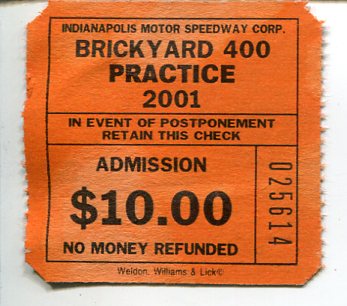 INDIANAPOLIS MOTOR SPEEDWAY CORP.
BRICKYARD 400
PRACTICE
2001
IN EVENT OF POSTPONEMENT
RETAIN THIS CHECK
ADMISSION
$10.00
NO MONEY REFUNDED
025614
Weldon, Williams & Lick©